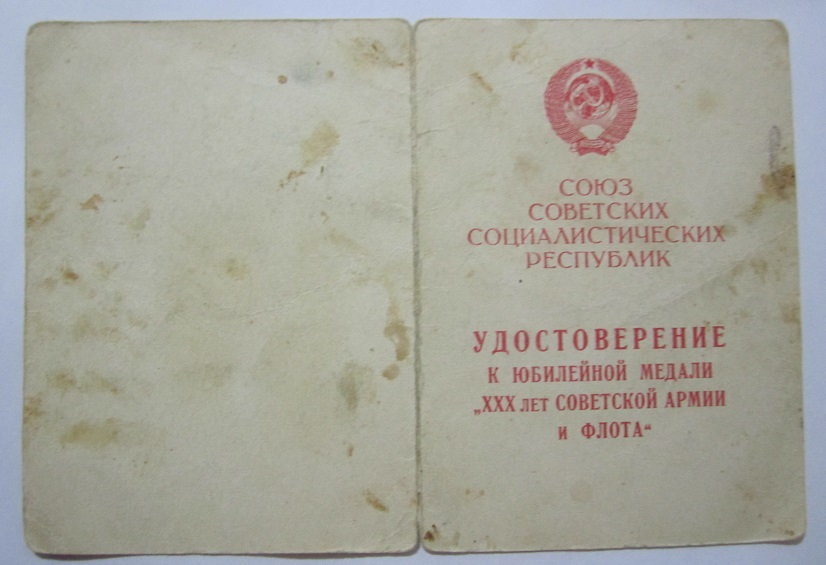 СОЮЗ
СОВЕТСКИХ
СОЦИАЛИСТИЧЕСКИХ
РЕСПУБЛИК
УДОСТОВЕРЕНИЕ
К ЮБИЛЕЙНОЙ МЕДАЛИ
„XXX ЛЕТ СОВЕТСКОЙ АРМИИ
И ФЛОТА“